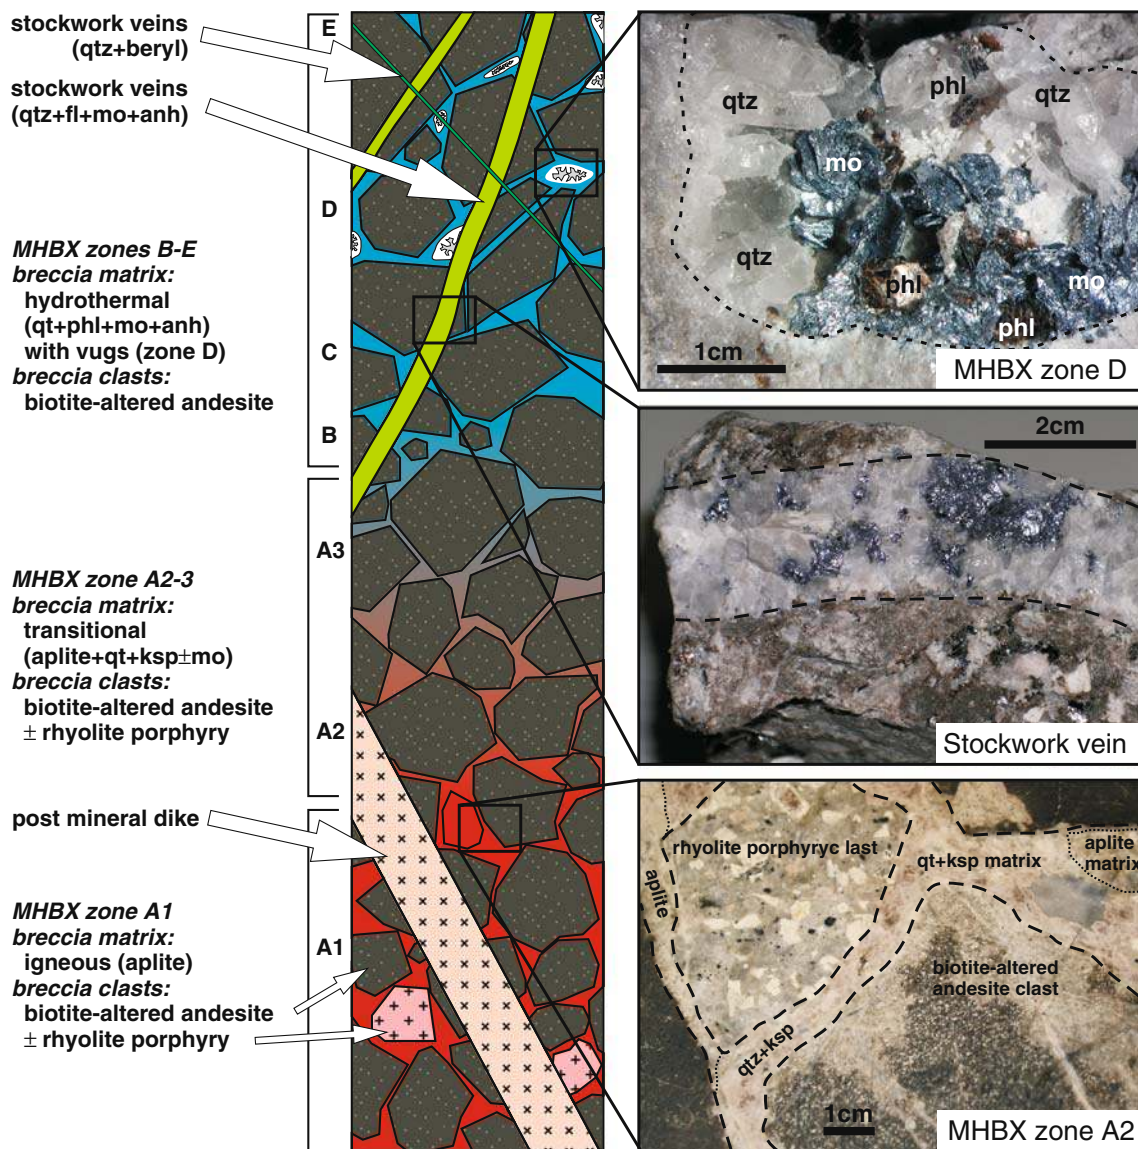 stockwork veins
(qtz+beryl)
stockwork veins
(qtz+fl+mo+anh)
MHBX zones B-E
breccia matrix:
hydrothermal
(qt+phl+mo+anh)
with vugs (zone D)
breccia clasts:
biotite-altered andesite
MHBX zone A2-3
breccia matrix:
transitional
(aplite+qt+ksp±mo)
breccia clasts:
biotite-altered andesite
± rhyolite porphyry
post mineral dike
MHBX zone A1
breccia matrix:
igneous (aplite)
breccia clasts:
biotite-altered andesite
± rhyolite porphyry
E
D
C
B
A3
A2
A1
qtz
phl
qtz
mo
qtz
phl
mo
phl
1cm
MHBX zone D
2cm
Stockwork vein
rhyolite porphyryc last
qt+ksp matrix
aplite
matrix
aplite
biotite-altered
andesite clast
qtz+ksp
1cm
MHBX zone A2